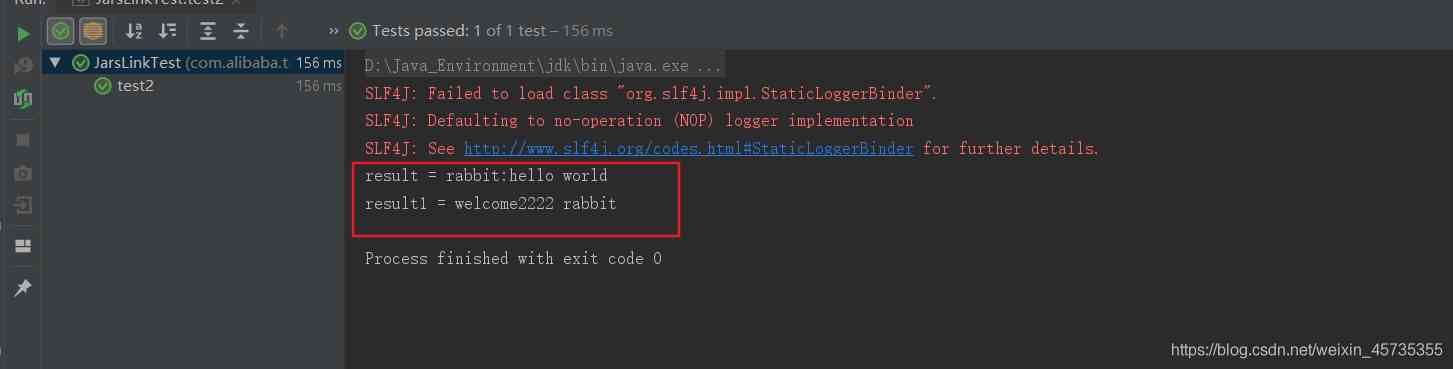 Run: JarsLinkTest.test2
Tests passed: 1 of 1 test – 156 ms
JarsLinkTest (com.alibaba.t 156 ms
test2 156 ms
D:\Java_Environment\jdk\bin\java.exe ...
SLF4J: Failed to load class "org.slf4j.impl.StaticLoggerBinder".
SLF4J: Defaulting to no-operation (NOP) logger implementation
SLF4J: See http://www.slf4j.org/codes.html#StaticLoggerBinder for further details.
result = rabbit:hello world
result1 = welcome2222 rabbit
Process finished with exit code 0
https://blog.csdn.net/weixin_45735355